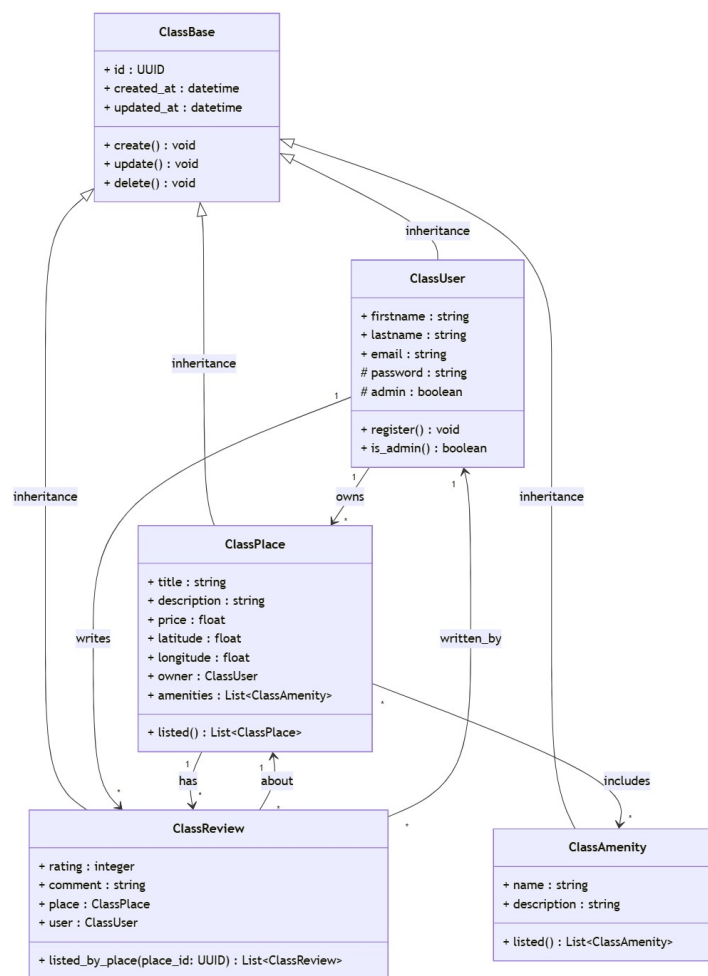 ClassBase
+ id : UUID
+ created_at : datetime
+ updated_at : datetime
+ create() : void
+ update() : void
+ delete() : void
inheritance
ClassUser
+ firstname : string
+ lastname : string
+ email : string
# password : string
# admin : boolean
+ register() : void
+ is_admin() : boolean
inheritance
1
1
1
inheritance
inheritance
owns
*
ClassPlace
+ title : string
+ description : string
+ price : float
+ latitude : float
+ longitude : float
+ owner : ClassUser
+ amenities : List<ClassAmenity>
+ listed() : List<ClassPlace>
writes
written_by
*
1
1
has
about
includes
*
*
*
*
*
ClassReview
+ rating : integer
+ comment : string
+ place : ClassPlace
+ user : ClassUser
+ listed_by_place(place_id: UUID) : List<ClassReview>
ClassAmenity
+ name : string
+ description : string
+ listed() : List<ClassAmenity>